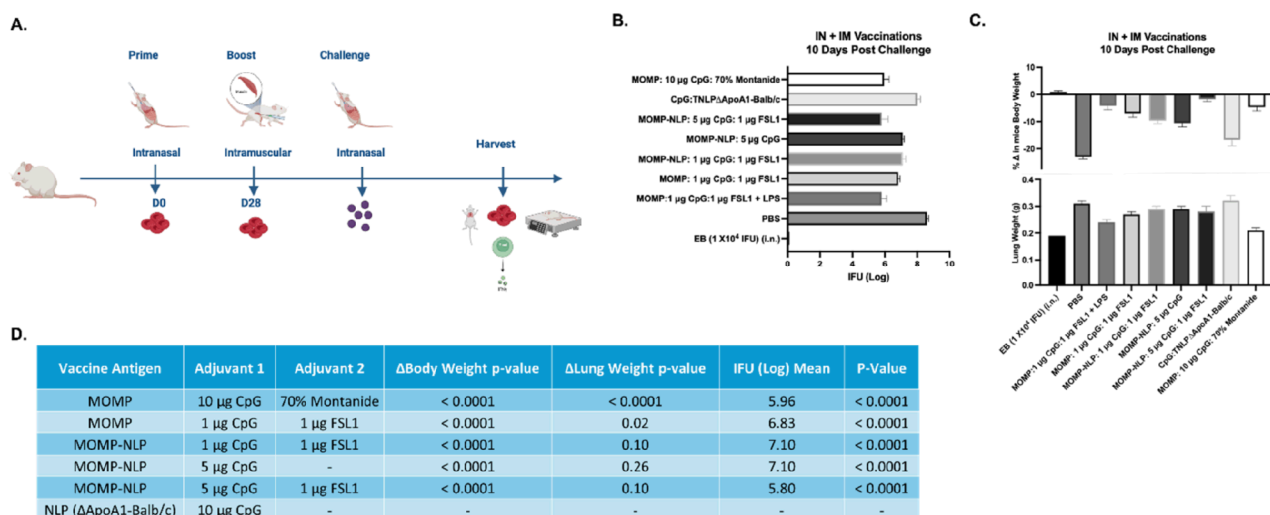 A.
Prime
Boost
Challenge
Intranasal
Intramuscular
Intranasal
Harvest
D0
D28
B.
IN + IM Vaccinations
10 Days Post Challenge
MOMP: 10 µg CpG: 70% Montanide
CpG:TNLPΔApoA1-Balb/c
MOMP-NLP: 5 µg CpG: 1 µg FSL1
MOMP-NLP: 5 µg CpG
MOMP-NLP: 1 µg CpG: 1 µg FSL1
MOMP: 1 µg CpG: 1 µg FSL1
MOMP:1 µg CpG:1 µg FSL1 + LPS
PBS
EB (1 X10⁴ IFU) (i.n.)
0 2 4 6 8 10
IFU (Log)
C.
IN + IM Vaccinations
10 Days Post Challenge
% Δ in mice Body Weight
0
-10
-20
-30
Lung Weight (g)
0.4
0.3
0.2
0.1
0.0
EB (1 X10⁴ IFU) (i.n.)
PBS
MOMP:1 µg CpG:1 µg FSL1 + LPS
MOMP: 1 µg CpG: 1 µg FSL1
MOMP-NLP: 1 µg CpG: 1 µg FSL1
MOMP-NLP: 5 µg CpG
MOMP-NLP: 5 µg CpG: 1 µg FSL1
CpG:TNLPΔApoA1-Balb/c
MOMP: 10 µg CpG: 70% Montanide
D.
Vaccine Antigen Adjuvant 1 Adjuvant 2 ΔBody Weight p-value ΔLung Weight p-value IFU (Log) Mean P-Value
MOMP 10 µg CpG 70% Montanide < 0.0001 < 0.0001 5.96 < 0.0001
MOMP 1 µg CpG 1 µg FSL1 < 0.0001 0.02 6.83 < 0.0001
MOMP-NLP 1 µg CpG 1 µg FSL1 < 0.0001 0.10 7.10 < 0.0001
MOMP-NLP 5 µg CpG - < 0.0001 0.26 7.10 < 0.0001
MOMP-NLP 5 µg CpG 1 µg FSL1 < 0.0001 0.10 5.80 < 0.0001
NLP (ΔApoA1-Balb/c) 10 µg CpG - - - - -